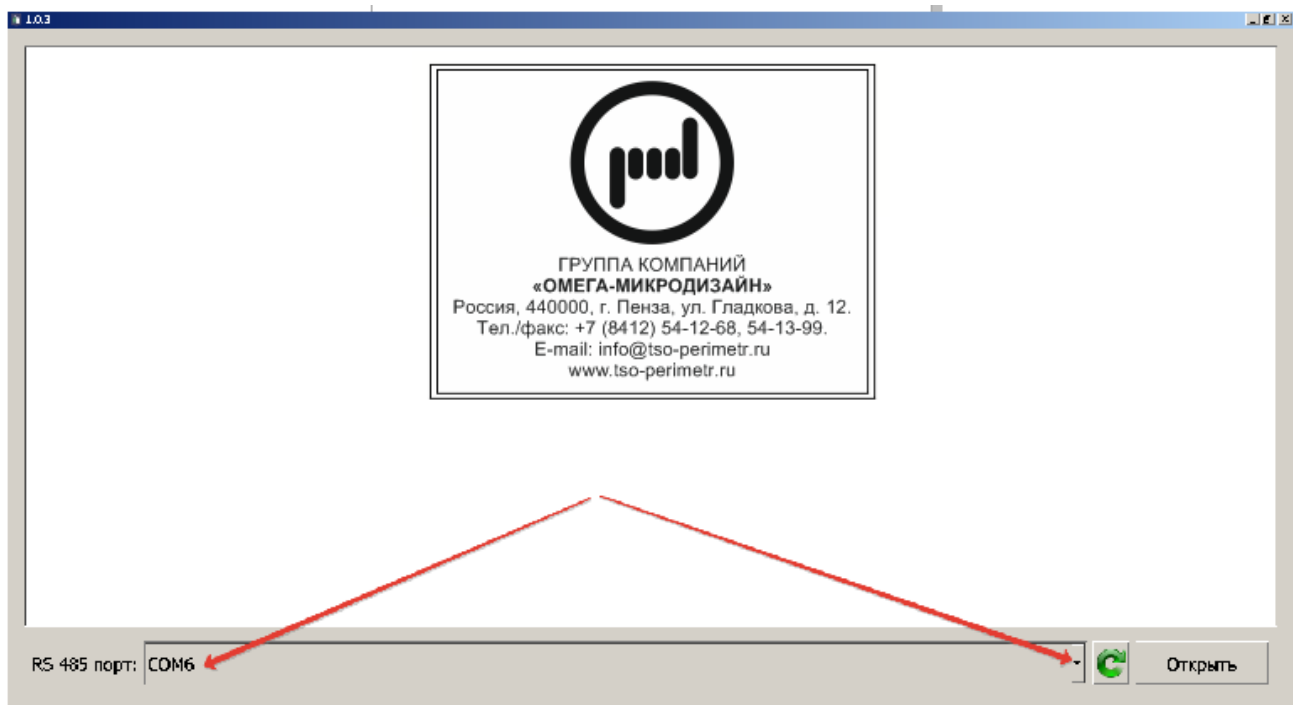 1.0.3
ГРУППА КОМПАНИЙ
«ОМЕГА-МИКРОДИЗАЙН»
Россия, 440000, г. Пенза, ул. Гладкова, д. 12.
Тел./факс: +7 (8412) 54-12-68, 54-13-99.
E-mail: info@tso-perimetr.ru
www.tso-perimetr.ru
RS 485 порт: COM6 Открыть